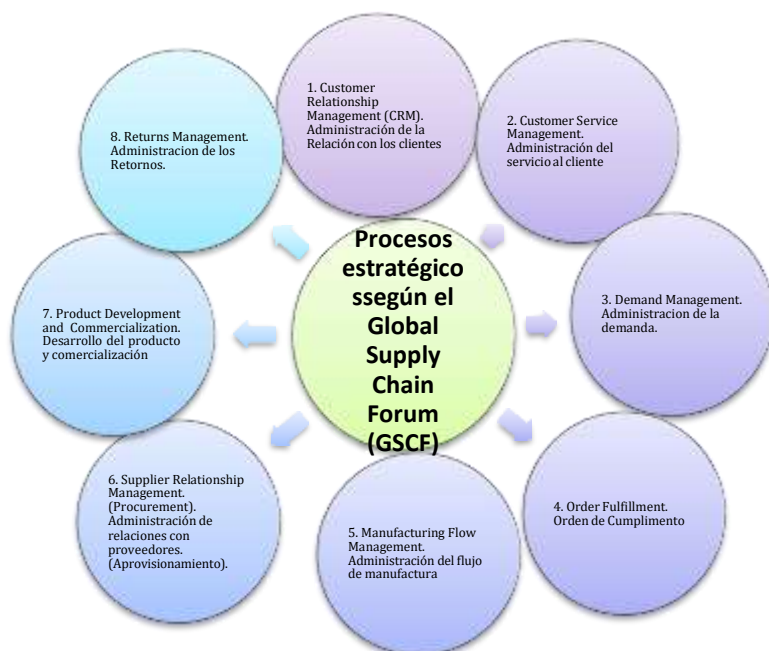 1. Customer
Relationship
Management (CRM).
Administración de la
Relación con los clientes
2. Customer Service
Management.
Administración del
servicio al cliente
3. Demand Management.
Administracion de la
demanda.
4. Order Fulfillment.
Orden de Cumplimento
5. Manufacturing Flow
Management.
Administración del flujo
de manufactura
6. Supplier Relationship
Management.
(Procurement).
Administración de
relaciones con
proveedores.
(Aprovisionamiento).
7. Product Development
and Commercialization.
Desarrollo del producto
y comercialización
8. Returns Management.
Administracion de los
Retornos.
Procesos
estratégico
ssegún el
Global
Supply
Chain
Forum
(GSCF)